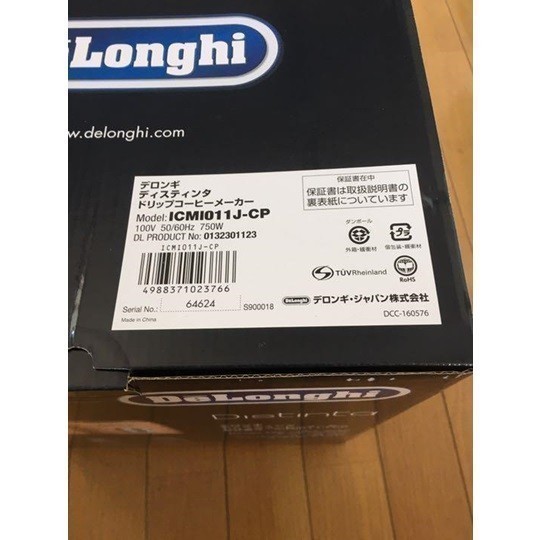 DeLonghi
www.delonghi.com
デロンギ
ディスティンタ
ドリップコーヒーメーカー
Model: ICMI011J-CP
100V 50/60Hz 750W
DL PRODUCT No: 0132301123
ICMI011J-CP
4988371023766
Serial No.: 64624 S900018
Made in China
保証書在中
保証書は取扱説明書の
裏表紙についています
ダンボール
外箱・緩衝材
プラ
包装袋・緩衝材
TÜVRheinland
RoHS
DeLonghi デロンギ・ジャパン株式会社
DCC-160576
DeLonghi
Distinta